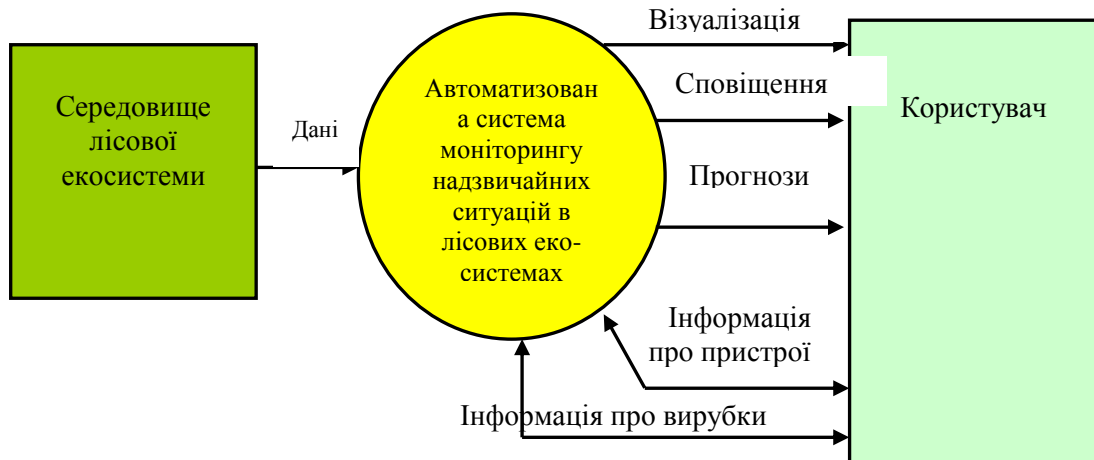 Середовище
лісової
екосистеми
Дані
Автоматизован
а система
моніторингу
надзвичайних
ситуацій в
лісових еко-
системах
Візуалізація
Сповіщення
Прогнози
Інформація
про пристрої
Інформація про вирубки
Користувач